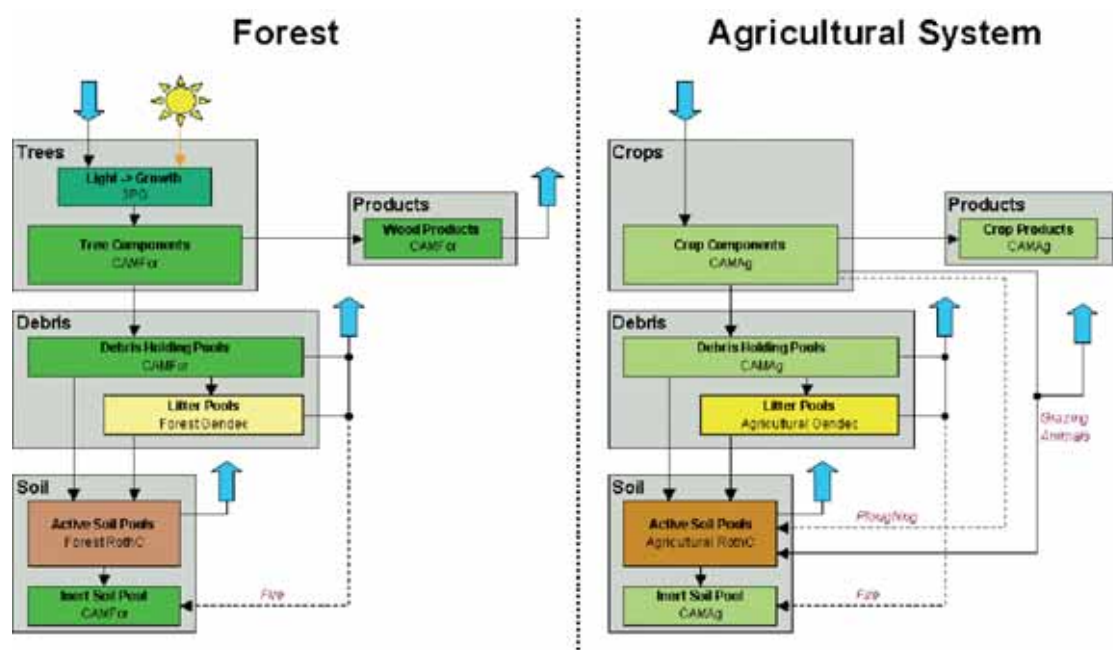 Forest
Agricultural System
Trees
Light -> Growth
3PG
Tree Components
CAMFor
Products
Wood Products
CAMFor
Debris
Debris Holding Pools
CAMFor
Litter Pools
Forest Gendec
Soil
Active Soil Pools
Forest RothC
Inert Soil Pool
CAMFor
Fire
Crops
Crop Components
CAMAg
Products
Crop Products
CAMAg
Debris
Debris Holding Pools
CAMAg
Litter Pools
Agricultural Gendec
Grazing
Animals
Soil
Ploughing
Active Soil Pools
Agricultural RothC
Inert Soil Pool
CAMAg
Fire